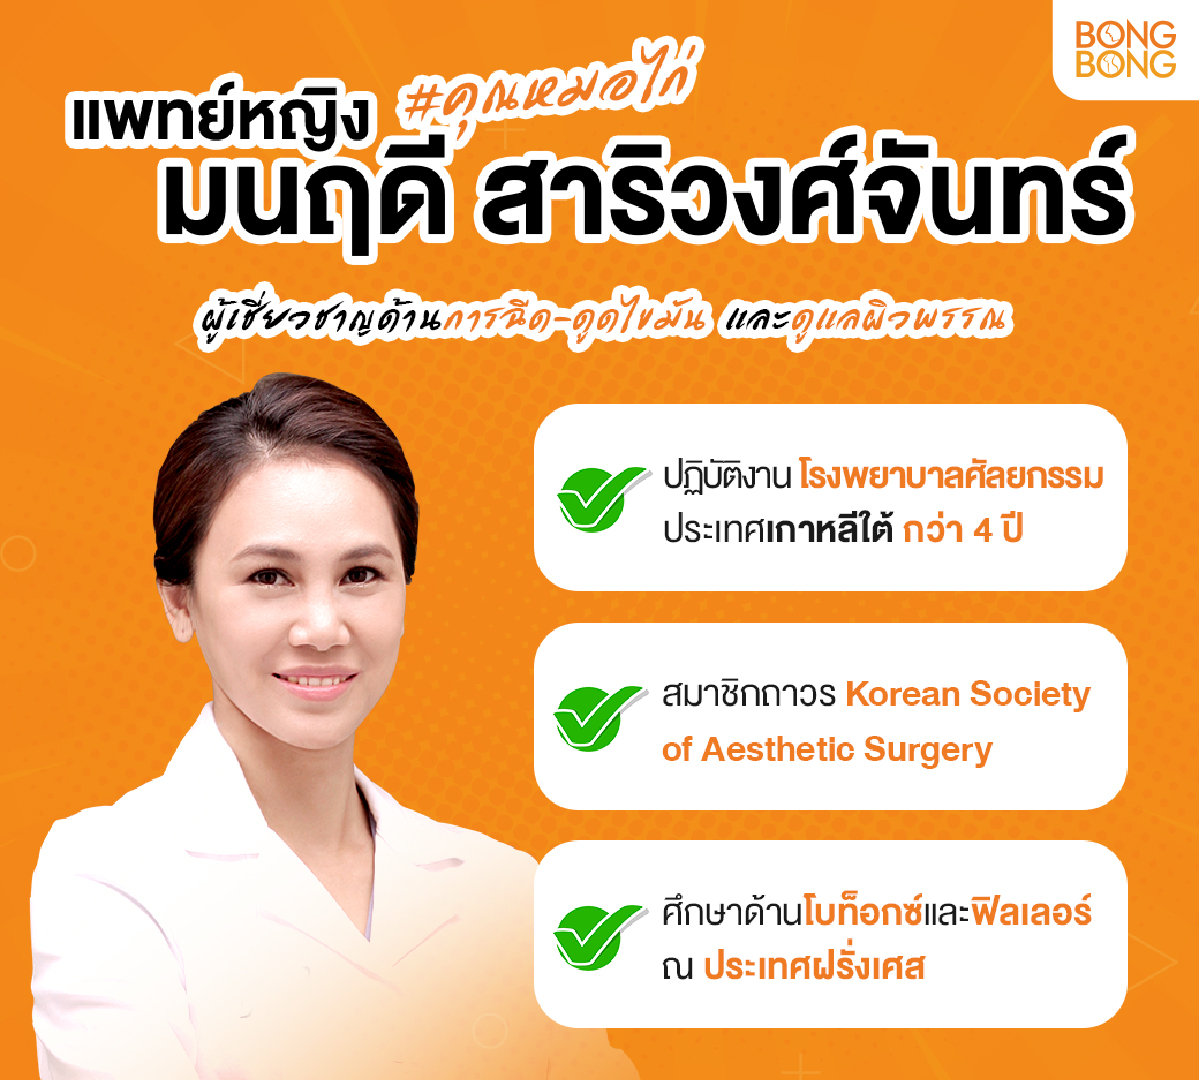 BONG
BONG
แพทย์หญิง #คุณหมอไก่
มนฤดี สาริวงศ์จันทร์
ผู้เชี่ยวชาญด้านการฉีด-ดูดไขมัน และดูแลผิวพรรณ
ปฏิบัติงาน โรงพยาบาลศัลยกรรม
ประเทศเกาหลีใต้ กว่า 4 ปี
สมาชิกถาวร Korean Society
of Aesthetic Surgery
ศึกษาด้านโบท็อกซ์และฟิลเลอร์
ณ ประเทศฝรั่งเศส